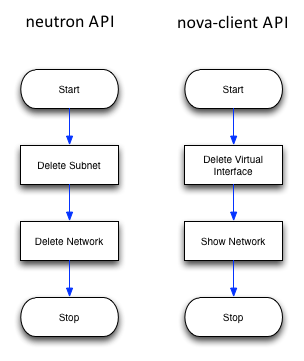 neutron API
nova-client API
Start
Start
Delete Subnet
Delete Virtual
Interface
Delete Network
Show Network
Stop
Stop